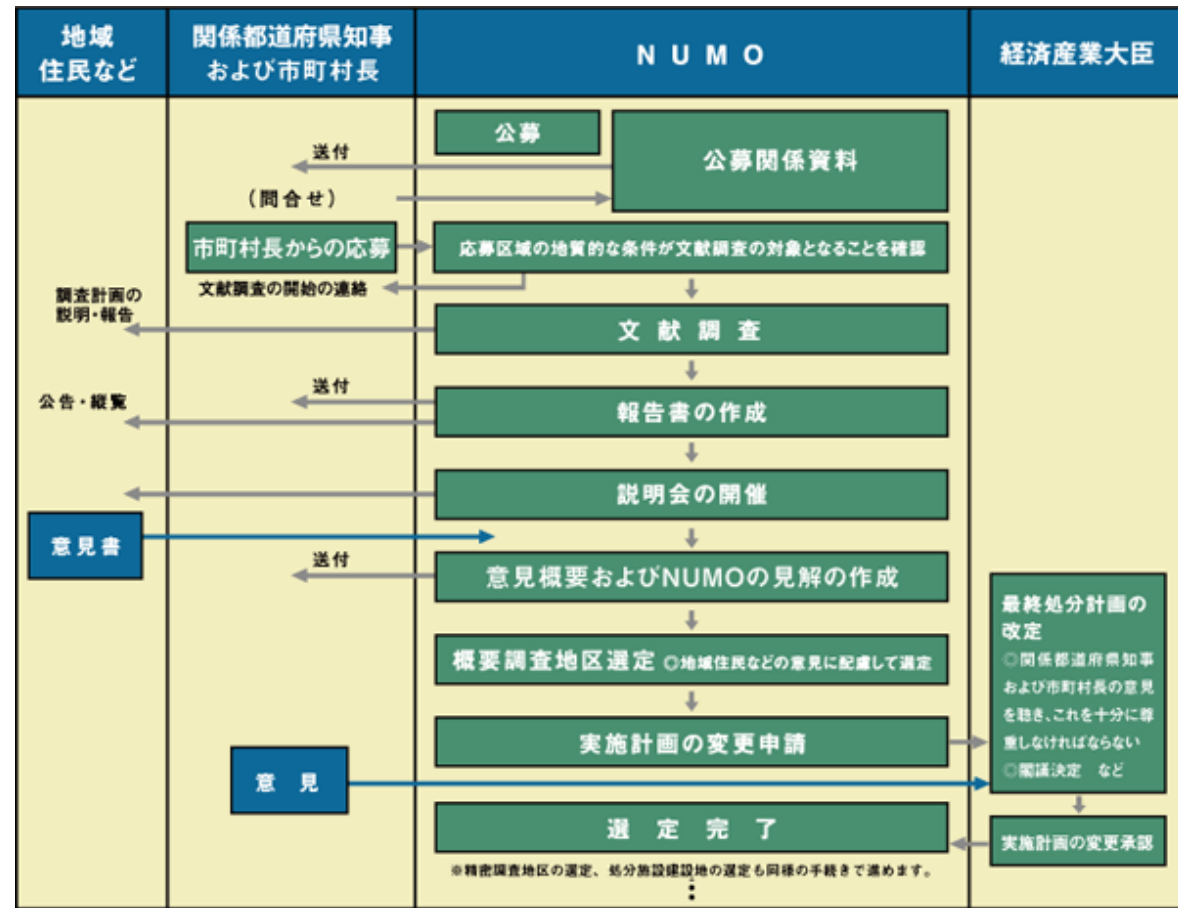 地域
住民など
関係都道府県知事
および市町村長
NUMO
経済産業大臣
公募
公募関係資料
送付
(問合せ)
市町村長からの応募
応募区域の地質的な条件が文献調査の対象となることを確認
文献調査の開始の連絡
調査計画の
説明・報告
文献調査
送付
公告・縦覧
報告書の作成
説明会の開催
意見書
送付
意見概要およびNUMOの見解の作成
概要調査地区選定 ◎地域住民などの意見に配慮して選定
実施計画の変更申請
最終処分計画の
改定
○関係都道府県知事
および市町村長の意見
を聴き、これを十分に尊
重しなければならない
○閣議決定 など
意見
選定完了
実施計画の変更承認
※精密調査地区の選定、処分施設建設地の選定も同様の手続きで進めます。